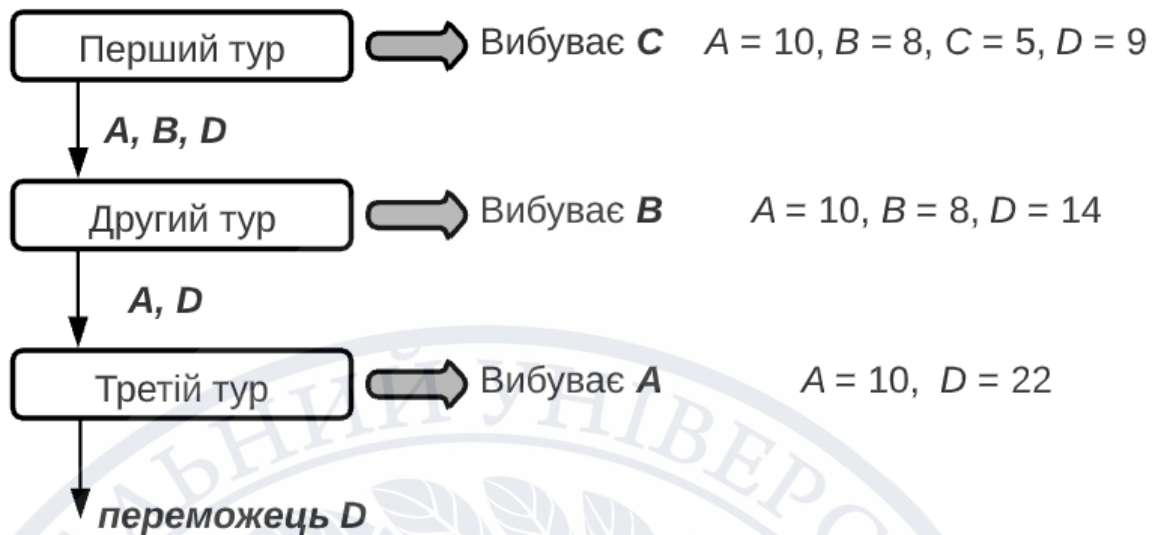 Перший тур Вибуває C A = 10, B = 8, C = 5, D = 9
A, B, D
Другий тур Вибуває B A = 10, B = 8, D = 14
A, D
Третій тур Вибуває A A = 10, D = 22
переможець D